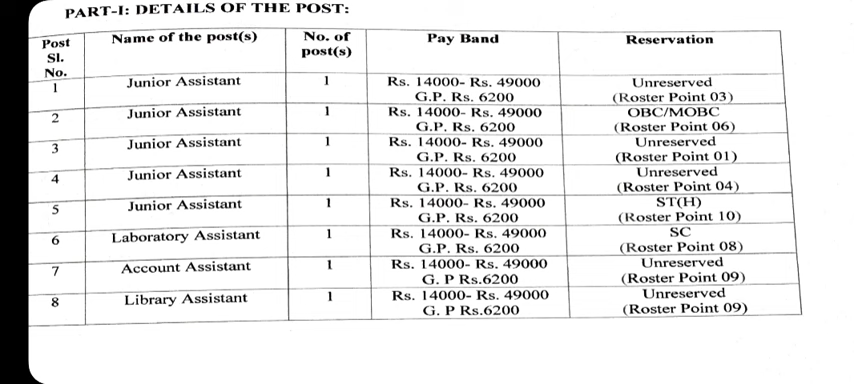 PART-I: DETAILS OF THE POST:
Post Sl. No. Name of the post(s) No. of post(s) Pay Band Reservation
1 Junior Assistant 1 Rs. 14000- Rs. 49000 Unreserved
G.P. Rs. 6200 (Roster Point 03)
2 Junior Assistant 1 Rs. 14000- Rs. 49000 OBC/MOBC
G.P. Rs. 6200 (Roster Point 06)
3 Junior Assistant 1 Rs. 14000- Rs. 49000 Unreserved
G.P. Rs. 6200 (Roster Point 01)
4 Junior Assistant 1 Rs. 14000- Rs. 49000 Unreserved
G.P. Rs. 6200 (Roster Point 04)
5 Junior Assistant 1 Rs. 14000- Rs. 49000 ST(H)
G.P. Rs. 6200 (Roster Point 10)
6 Laboratory Assistant 1 Rs. 14000- Rs. 49000 SC
G.P. Rs. 6200 (Roster Point 08)
7 Account Assistant 1 Rs. 14000- Rs. 49000 Unreserved
G. P Rs.6200 (Roster Point 09)
8 Library Assistant 1 Rs. 14000- Rs. 49000 Unreserved
G. P Rs.6200 (Roster Point 09)